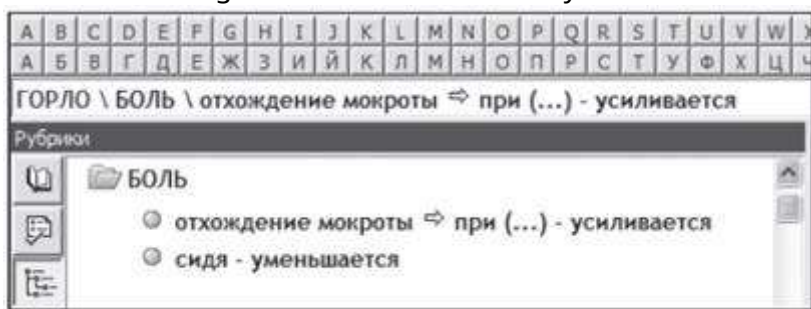 A B C D E F G H I J K L M N O P Q R S T U V W
А Б В Г Д Е Ж З И Й К Л М Н О П Р С Т У Ф Х Ц
ГОРЛО \ БОЛЬ \ отхождение мокроты ⇨ при (...) - усиливается
Рубрики
БОЛЬ
отхождение мокроты ⇨ при (...) - усиливается
сидя - уменьшается